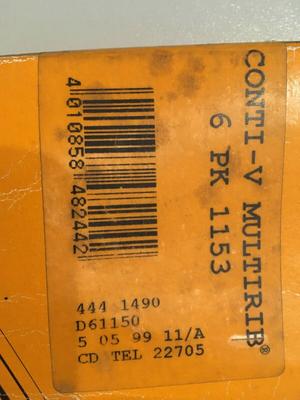 CONTI-V MULTIRIB®
6 PK 1153
4 010858 482442
444 1490
D61150
5 05 99 11/A
CD TEL 22705